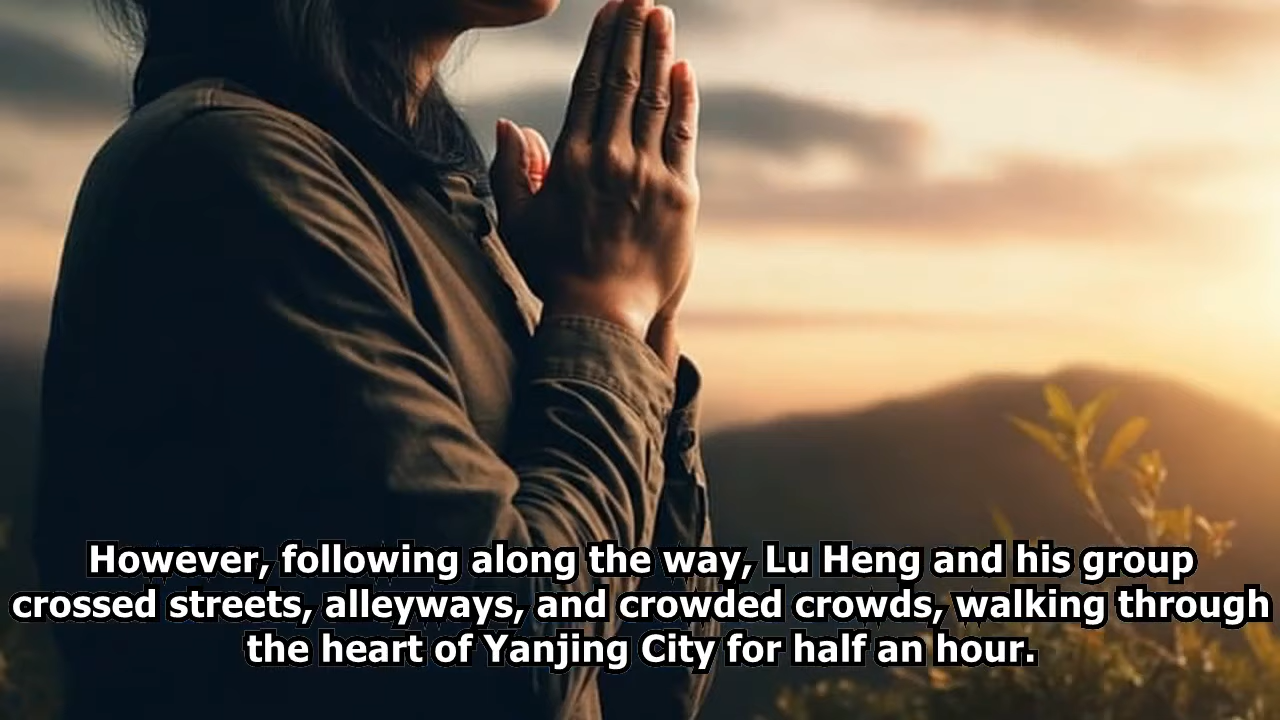 However, following along the way, Lu Heng and his group
crossed streets, alleyways, and crowded crowds, walking through
the heart of Yanjing City for half an hour.